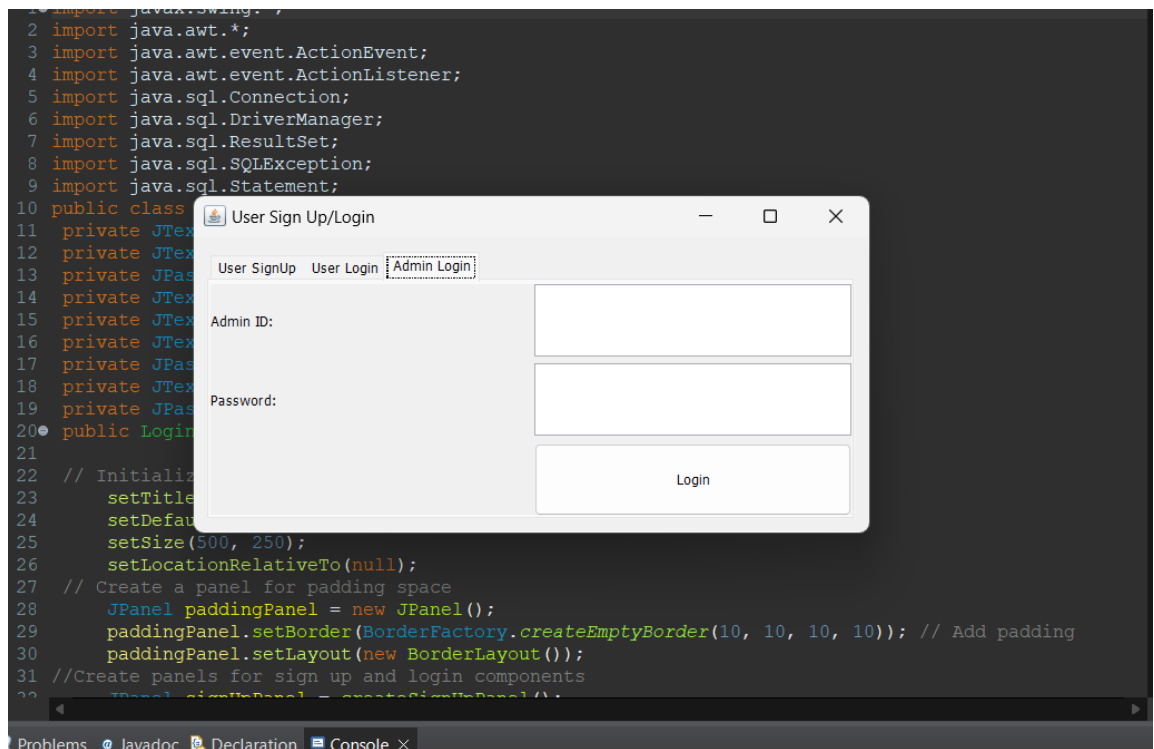 import javax.swing.*;
2 import java.awt.*;
3 import java.awt.event.ActionEvent;
4 import java.awt.event.ActionListener;
5 import java.sql.Connection;
6 import java.sql.DriverManager;
7 import java.sql.ResultSet;
8 import java.sql.SQLException;
9 import java.sql.Statement;
10 public class
11 private JTex
12 private JTex
13 private JPas
14 private JTex
15 private JTex
16 private JTex
17 private JPas
18 private JTex
19 private JPas
20 public Login
21
22 // Initializ
23 setTitle
24 setDefau
25 setSize(500, 250);
26 setLocationRelativeTo(null);
27 // Create a panel for padding space
28 JPanel paddingPanel = new JPanel();
29 paddingPanel.setBorder(BorderFactory.createEmptyBorder(10, 10, 10, 10)); // Add padding
30 paddingPanel.setLayout(new BorderLayout());
31 //Create panels for sign up and login components
32 JPanel signUpPanel = createSignUpPanel();
User Sign Up/Login
User SignUp User Login Admin Login
Admin ID:
Password:
Login
Problems @ Javadoc Declaration Console ×